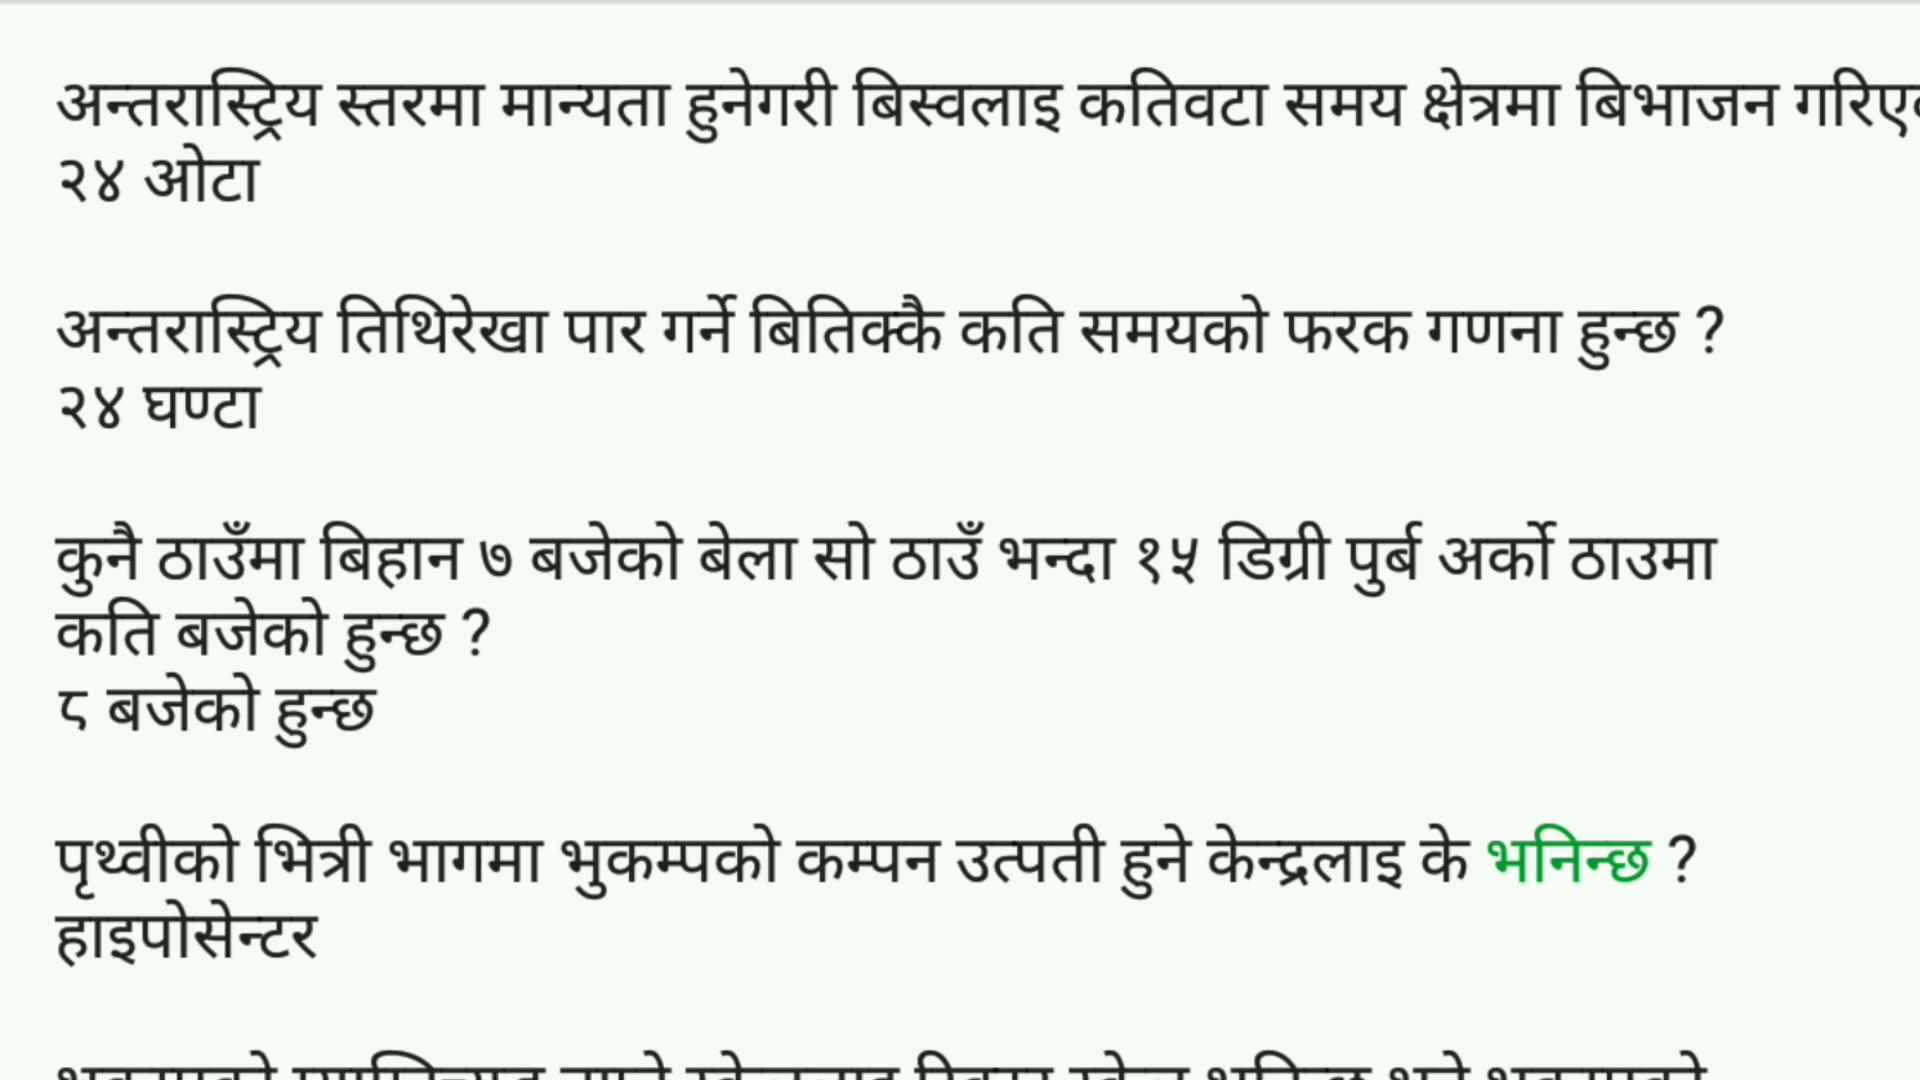 अन्तरास्ट्रिय स्तरमा मान्यता हुनेगरी बिस्वलाइ कतिवटा समय क्षेत्रमा बिभाजन
२४ ओटा
अन्तरास्ट्रिय तिथिरेखा पार गर्ने बितिक्कै कति समयको फरक गणना हुन्छ ?
२४ घण्टा
कुनै ठाउँमा बिहान ७ बजेको बेला सो ठाउँ भन्दा १५ डिग्री पुर्ब अर्को ठाउमा
कति बजेको हुन्छ ?
८ बजेको हुन्छ
पृथ्वीको भित्री भागमा भुकम्पको कम्पन उत्पती हुने केन्द्रलाइ के भनिन्छ ?
हाइपोसेन्टर